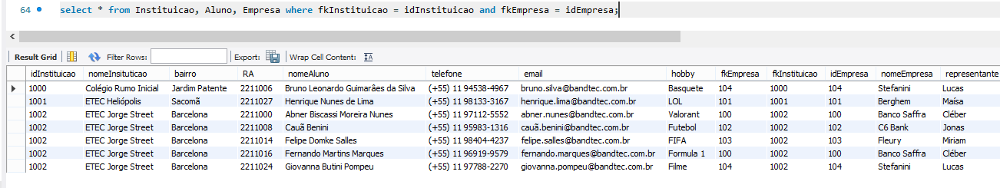 64 select * from Instituicao, Aluno, Empresa where fkInstituicao = idInstituicao and fkEmpresa = idEmpresa;
Result Grid Filter Rows: Export: Wrap Cell Content:
idInstituicao nomeInsituticao bairro RA nomeAluno telefone email hobby fkEmpresa fkInstituicao idEmpresa nomeEmpresa representante
1000 Colégio Rumo Inicial Jardim Patente 2211006 Bruno Leonardo Guimarâes da Silva (+55) 11 94538-4967 bruno.silva@bandtec.com.br Basquete 104 1000 104 Stefanini Lucas
1001 ETEC Heliópolis Sacomã 2211027 Henrique Nunes de Lima (+55) 11 98133-3167 henrique.lima@bandtec.com.br LOL 101 1001 101 Berghem Maísa
1002 ETEC Jorge Street Barcelona 2211000 Abner Biscassi Moreira Nunes (+55) 11 97112-5552 abner.nunes@bandtec.com.br Valorant 100 1002 100 Banco Saffra Cléber
1002 ETEC Jorge Street Barcelona 2211008 Cauã Benini (+55) 11 95983-1316 cauã.benini@bandtec.com.br Futebol 102 1002 102 C6 Bank Jonas
1002 ETEC Jorge Street Barcelona 2211014 Felipe Domke Salles (+55) 11 98404-4237 felipe.salles@bandtec.com.br FIFA 103 1002 103 Fleury Miriam
1002 ETEC Jorge Street Barcelona 2211016 Fernando Martins Marques (+55) 11 96919-9579 fernando.marques@bandtec.com.br Formula 1 100 1002 100 Banco Saffra Cléber
1002 ETEC Jorge Street Barcelona 2211024 Giovanna Butini Pompeu (+55) 11 97788-2270 giovanna.pompeu@bandtec.com.br Filme 104 1002 104 Stefanini Lucas